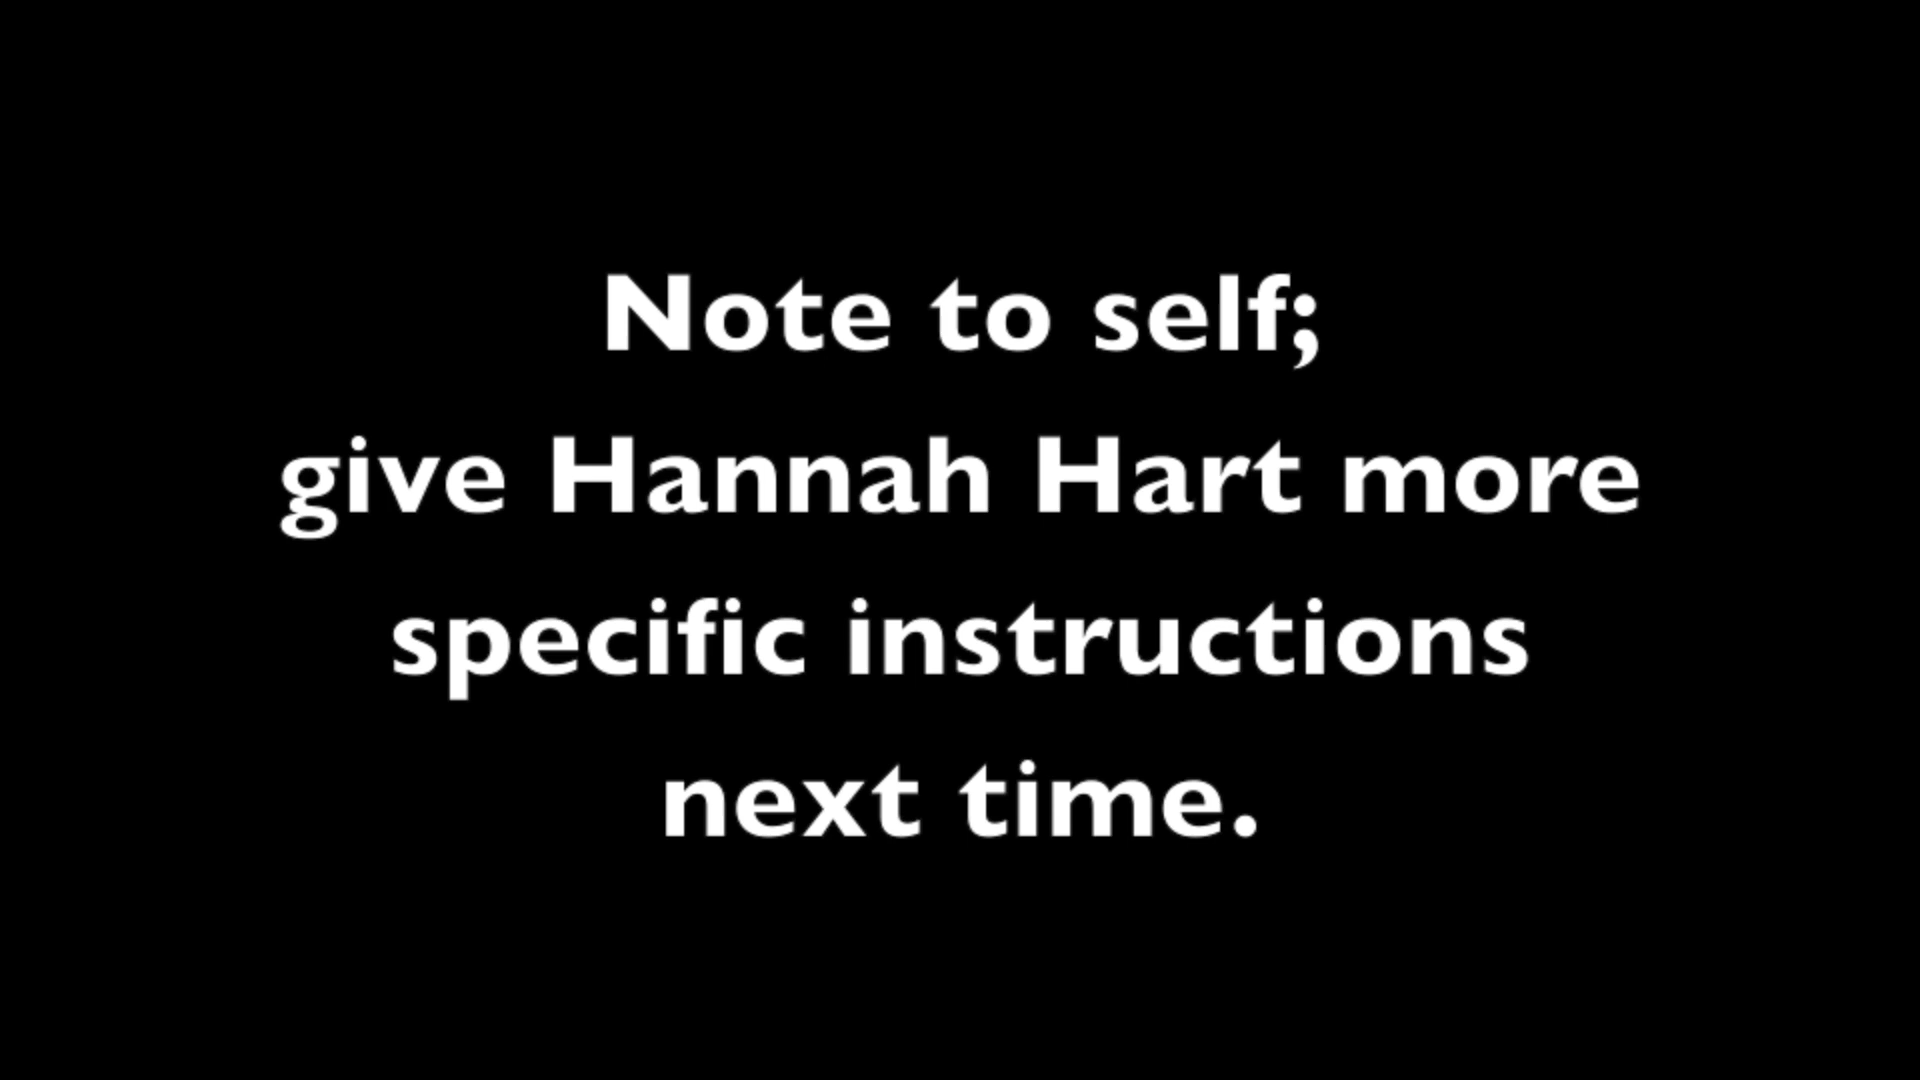 Note to self;
give Hannah Hart more
specific instructions
next time.